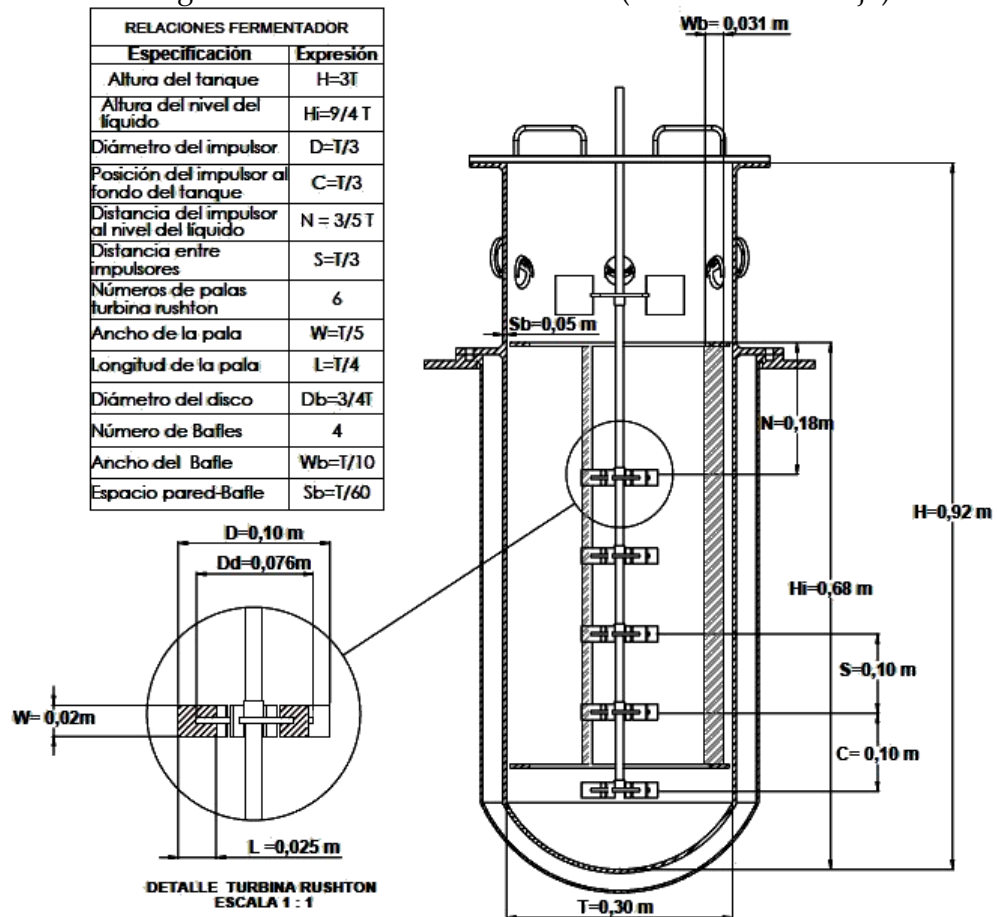 RELACIONES FERMENTADOR
Especificación Expresión
Altura del tanque H=3T
Altura del nivel del
líquido Hi=9/4 T
Diámetro del impulsor D=T/3
Posición del impulsor al
fondo del tanque C=T/3
Distancia del impulsor
al nivel del líquido N = 3/5 T
Distancia entre
impulsores S=T/3
Números de palas
turbina rushton 6
Ancho de la pala W=T/5
Longitud de la pala L=T/4
Diámetro del disco Db=3/4T
Número de Bafles 4
Ancho del Bafle Wb=T/10
Espacio pared-Bafle Sb=T/60
Wb= 0,031 m
Sb=0,05 m
N=0,18m
H=0,92 m
Hi=0,68 m
S=0,10 m
C= 0,10 m
T=0,30 m
D=0,10 m
Dd=0,076m
W= 0,02m
L =0,025 m
DETALLE TURBINA RUSHTON
ESCALA 1 : 1